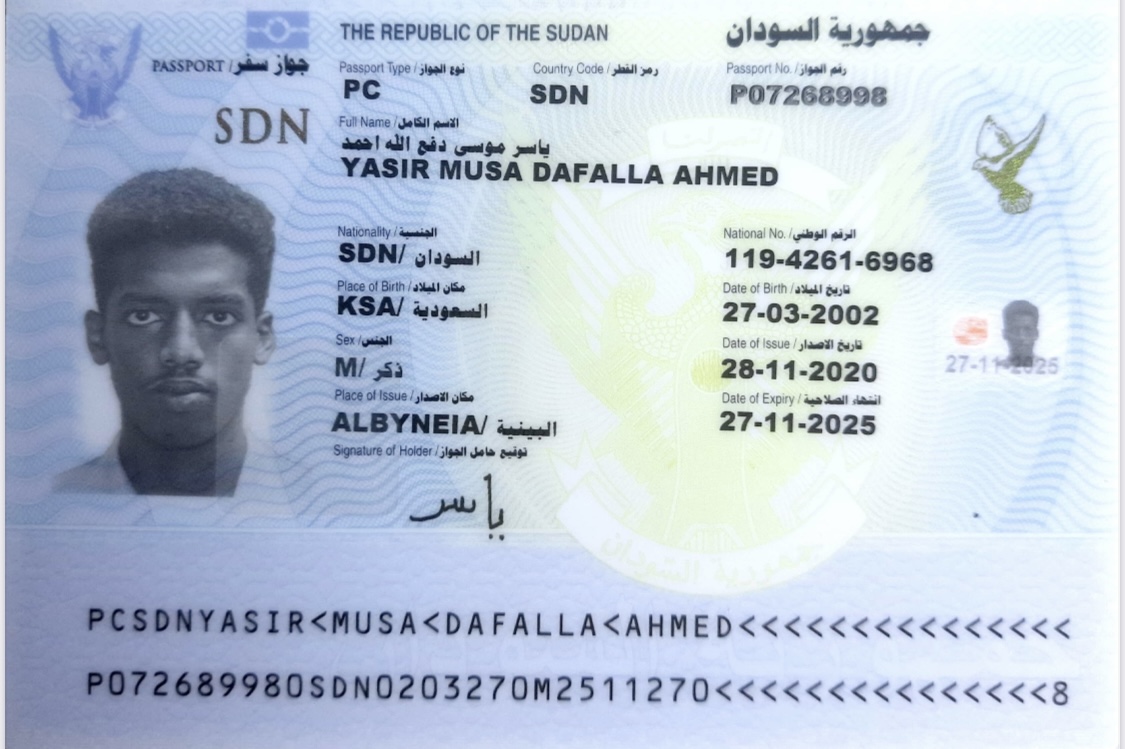 THE REPUBLIC OF THE SUDAN جمهورية السودان
PASSPORT / جواز سفر
SDN
Passport Type / نوع الجواز Country Code / رمز القطر Passport No. / رقم الجواز
PC SDN P07268998
Full Name / الاسم الكامل
ياسر موسى دفع الله احمد
YASIR MUSA DAFALLA AHMED
Nationality / الجنسية National No. / الرقم الوطني
SDN/ السودان 119-4261-6968
Place of Birth / مكان الميلاد Date of Birth / تاريخ الميلاد
KSA/ السعودية 27-03-2002
Sex / الجنس Date of Issue / تاريخ الاصدار
M/ ذكر 28-11-2020
27-11-2025
Place of Issue / مكان الاصدار Date of Expiry / انتهاء الصلاحية
ALBYNEIA/ البينية 27-11-2025
Signature of Holder / توقيع حامل الجواز
ياسر
جمهورية السودان
PCSDNYASIR<MUSA<DAFALLA<AHMED<<<<<<<<<<<<<<<
P072689980SDN0203270M2511270<<<<<<<<<<<<<<<8